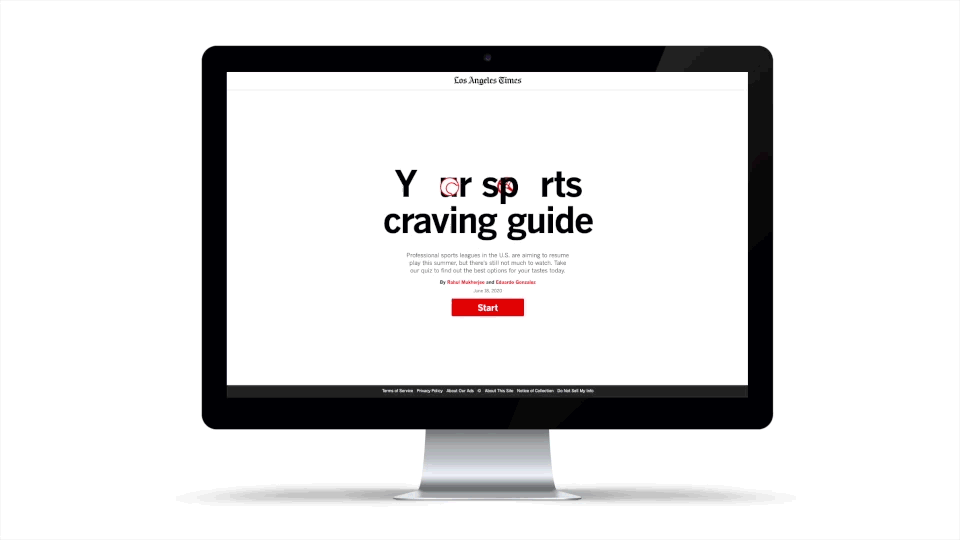 Los Angeles Times
Y ur sp rts
craving guide
Professional sports leagues in the U.S. are aiming to resume
play this summer, but there's still not much to watch. Take
our quiz to find out the best options for your tastes today.
By Rahul Mukherjee and Eduardo Gonzalez
June 18, 2020
Start
Terms of Service Privacy Policy About Our Ads © About This Site Notice of Collection Do Not Sell My Info